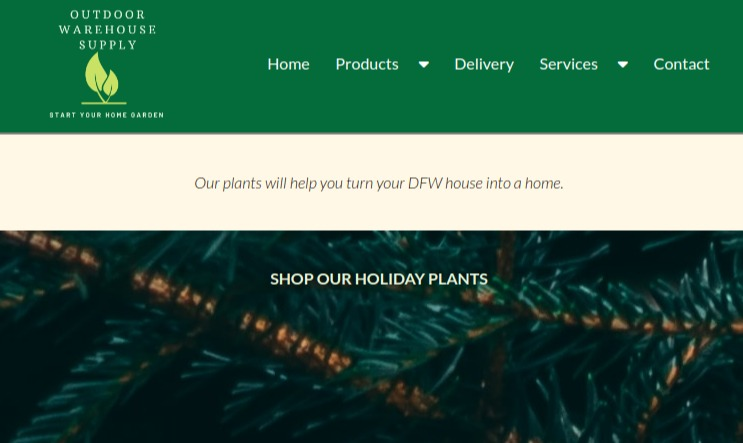 OUTDOOR
WAREHOUSE
SUPPLY
START YOUR HOME GARDEN
Home Products Delivery Services Contact
Our plants will help you turn your DFW house into a home.
SHOP OUR HOLIDAY PLANTS